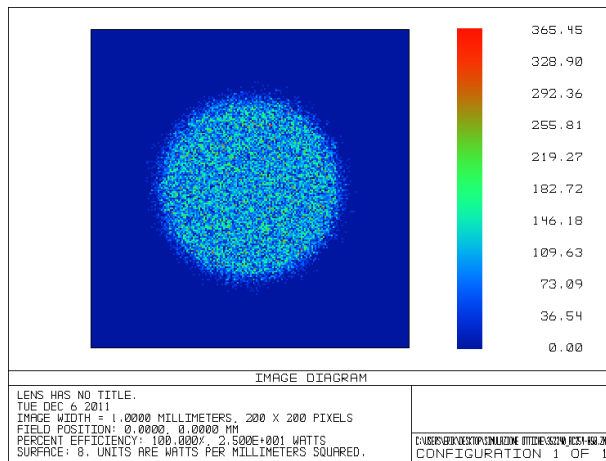 365.45
328.90
292.36
255.81
219.27
182.72
146.18
109.63
73.09
36.54
0.00
IMAGE DIAGRAM
LENS HAS NO TITLE.
TUE DEC 6 2011
IMAGE WIDTH = 1.0000 MILLIMETERS, 200 X 200 PIXELS
FIELD POSITION: 0.0000, 0.0000 MM
PERCENT EFFICIENCY: 100.000%, 2.500E+001 WATTS
SURFACE: 8. UNITS ARE WATTS PER MILLIMETERS SQUARED.
CONFIGURATION 1 OF 1